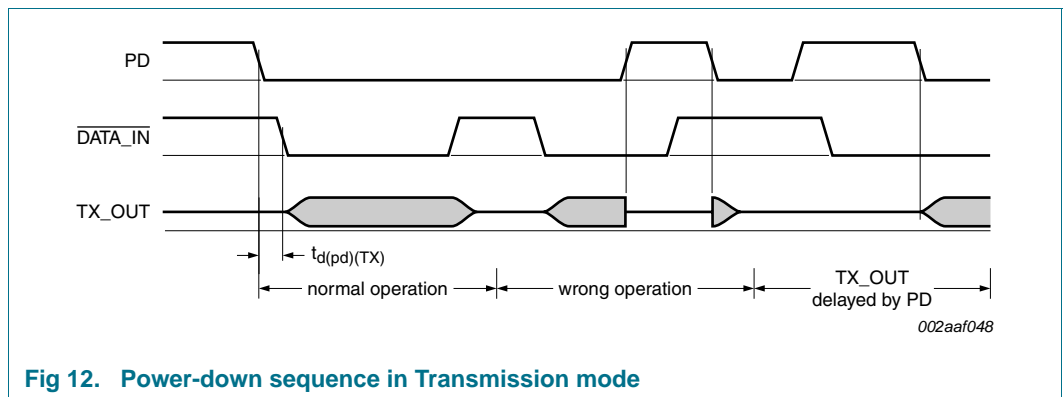 PD
DATA_IN
TX_OUT
td(pd)(TX)
normal operation
wrong operation
TX_OUT
delayed by PD
002aaf048
Fig 12. Power-down sequence in Transmission mode